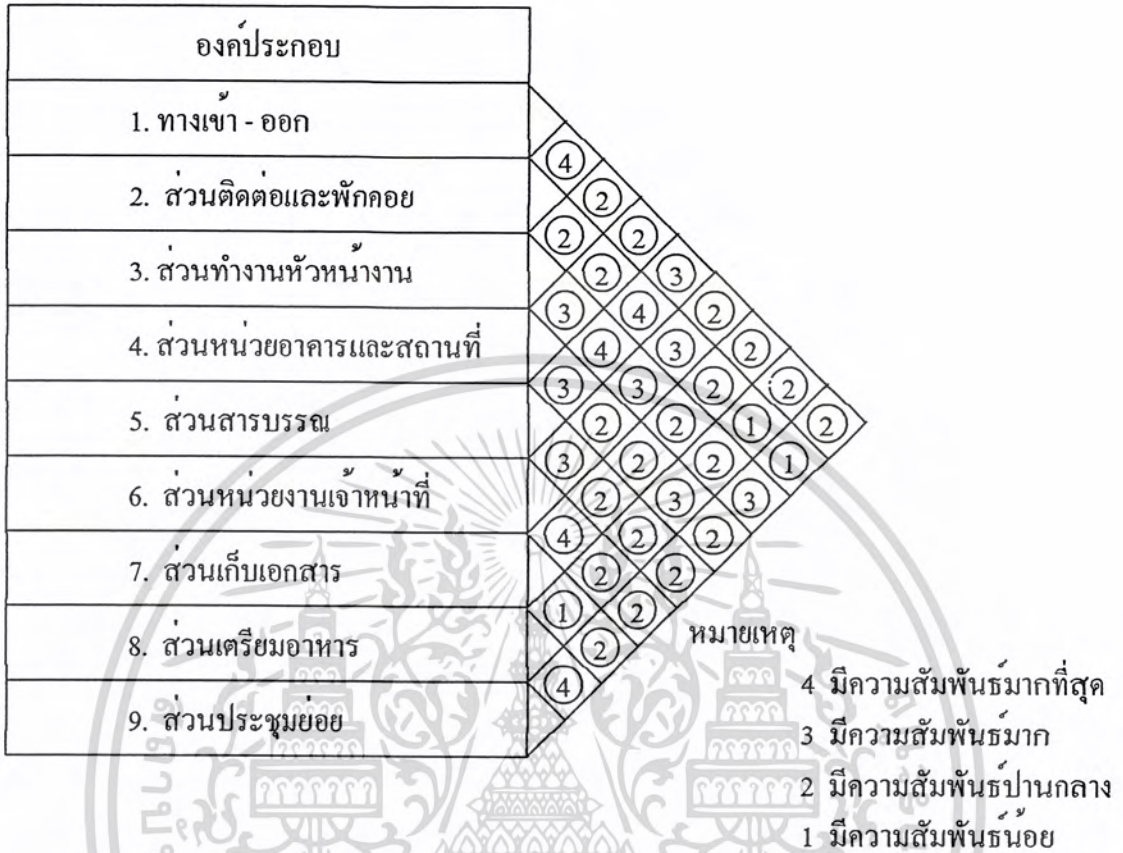 องค์ประกอบ
1. ทางเข้า - ออก
4
2. ส่วนติดต่อและพักคอย 2
2 2
3. ส่วนทำงานหัวหน้างาน 2 3
3 4 2
4. ส่วนหน่วยอาคารและสถานที่ 4 3 2
3 3 2 2
5. ส่วนสารบรรณ 2 2 1 2
3 2 2 1
6. ส่วนหน่วยงานเจ้าหน้าที่ 2 3 3
4 2 2
7. ส่วนเก็บเอกสาร 2 2
1 2
8. ส่วนเตรียมอาหาร 2
4
9. ส่วนประชุมย่อย
หมายเหตุ
4 มีความสัมพันธ์มากที่สุด
3 มีความสัมพันธ์มาก
2 มีความสัมพันธ์ปานกลาง
1 มีความสัมพันธ์น้อย